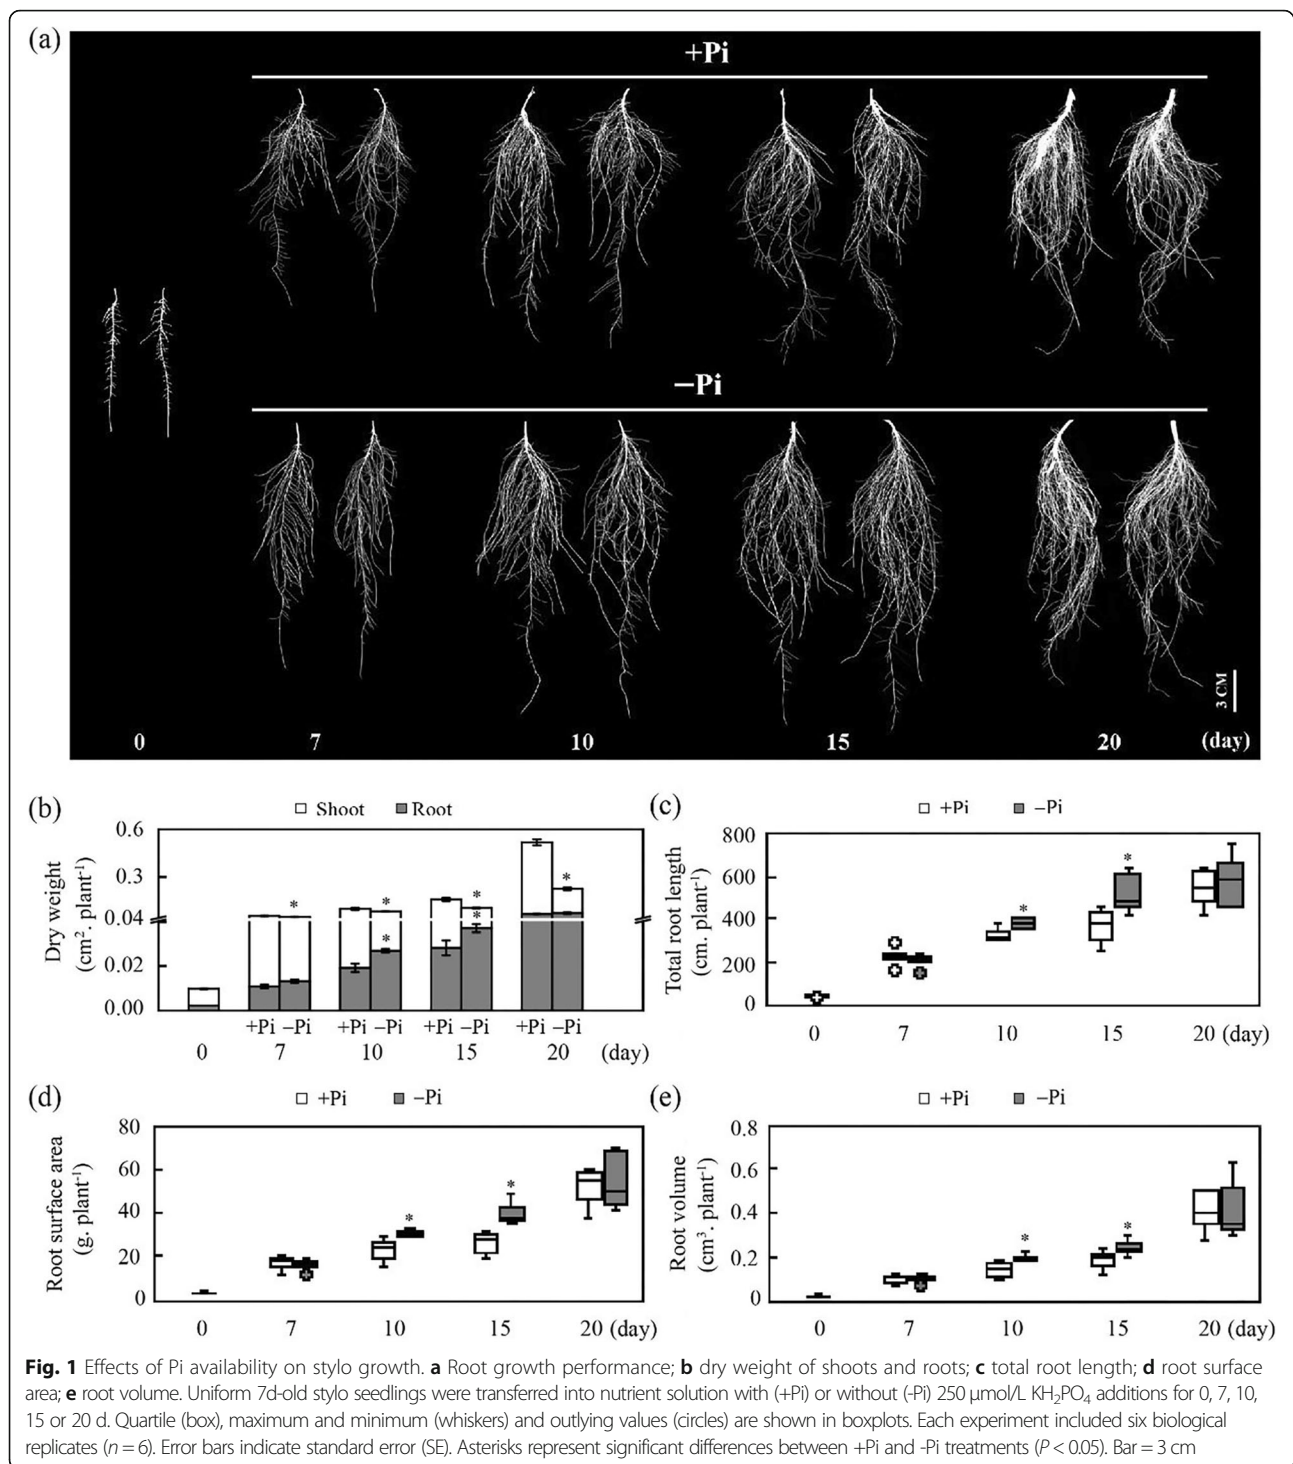 (a)
+Pi
−Pi
3 CM
0 7 10 15 20 (day)
(b)
Shoot Root
Dry weight
(cm². plant⁻¹)
0.6
0.3
0.04
0.02
0.00
+Pi −Pi +Pi −Pi +Pi −Pi +Pi −Pi
0 7 10 15 20 (day)
* * * * * *
(c)
+Pi −Pi
Total root length
(cm. plant⁻¹)
800
600
400
200
0
* *
0 7 10 15 20 (day)
(d)
+Pi −Pi
Root surface area
(g. plant⁻¹)
80
60
40
20
0
* *
0 7 10 15 20 (day)
(e)
+Pi −Pi
Root volume
(cm³. plant⁻¹)
0.8
0.6
0.4
0.2
0
* *
0 7 10 15 20 (day)
Fig. 1 Effects of Pi availability on stylo growth. a Root growth performance; b dry weight of shoots and roots; c total root length; d root surface
area; e root volume. Uniform 7d-old stylo seedlings were transferred into nutrient solution with (+Pi) or without (-Pi) 250 μmol/L KH₂PO₄ additions for 0, 7, 10,
15 or 20 d. Quartile (box), maximum and minimum (whiskers) and outlying values (circles) are shown in boxplots. Each experiment included six biological
replicates (n = 6). Error bars indicate standard error (SE). Asterisks represent significant differences between +Pi and -Pi treatments (P < 0.05). Bar = 3 cm